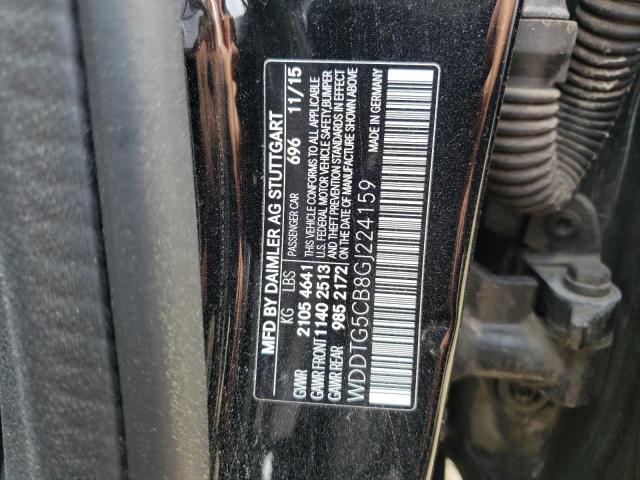 MFD BY DAIMLER AG STUTTGART
KG LBS PASSENGER CAR 696 11/15
GVWR 2105 4641 THIS VEHICLE CONFORMS TO ALL APPLICABLE
GAWR FRONT 1140 2513 U.S. FEDERAL MOTOR VEHICLE SAFETY, BUMPER
GAWR REAR 985 2172 AND THEFT PREVENTION STANDARDS IN EFFECT
ON THE DATE OF MANUFACTURE SHOWN ABOVE
WDDTG5CB8GJ224159 MADE IN GERMANY